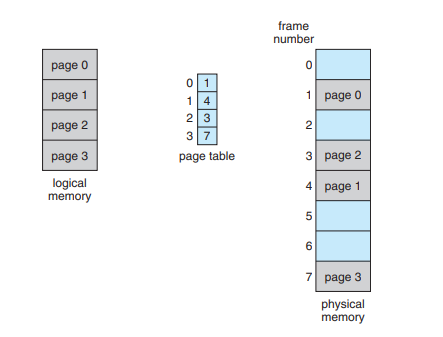 frame
number
page 0
page 1
page 2
page 3
logical
memory
0 1
1 4
2 3
3 7
page table
0
1 page 0
2
3 page 2
4 page 1
5
6
7 page 3
physical
memory